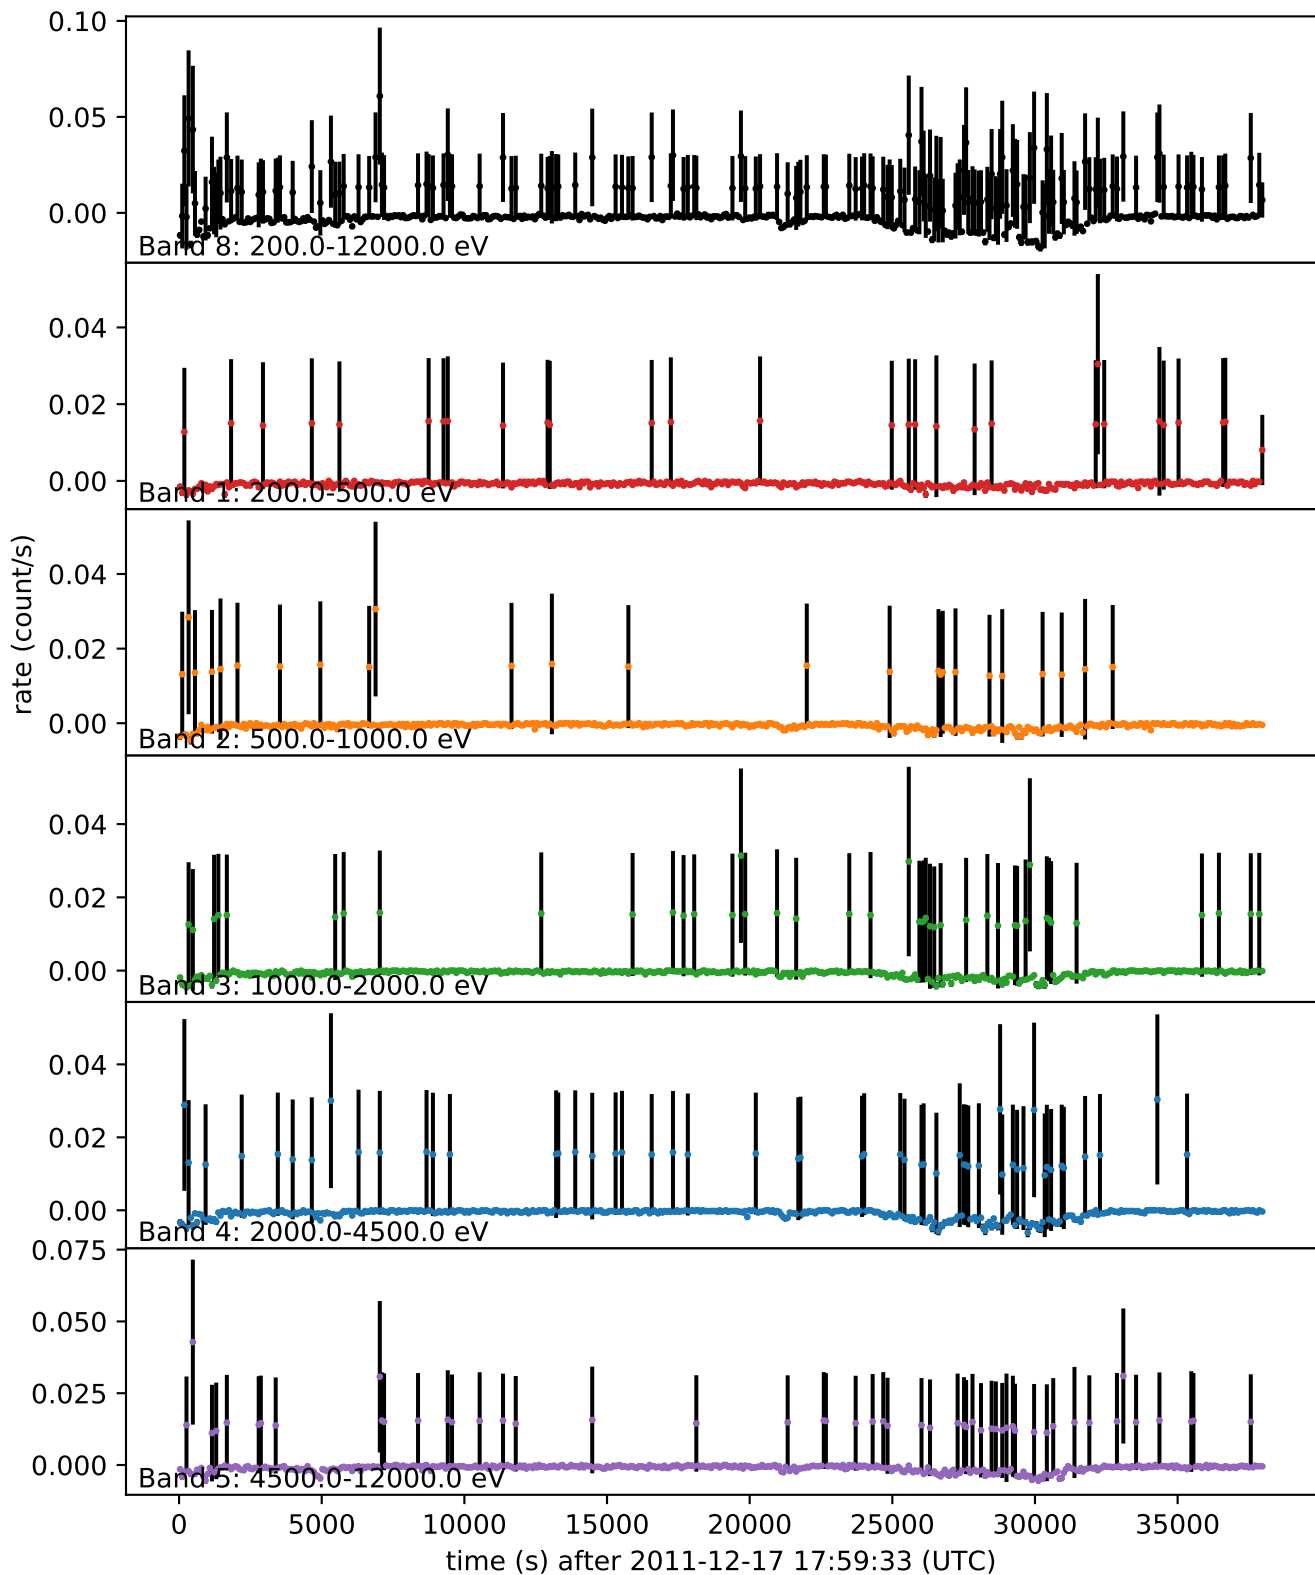 0.10
0.05
0.00
Band 8: 200.0-12000.0 eV
0.04
0.02
0.00
Band 1: 200.0-500.0 eV
rate (count/s)
0.04
0.02
0.00
Band 2: 500.0-1000.0 eV
0.04
0.02
0.00
Band 3: 1000.0-2000.0 eV
0.04
0.02
0.00
Band 4: 2000.0-4500.0 eV
0.075
0.050
0.025
0.000
Band 5: 4500.0-12000.0 eV
0 5000 10000 15000 20000 25000 30000 35000
time (s) after 2011-12-17 17:59:33 (UTC)